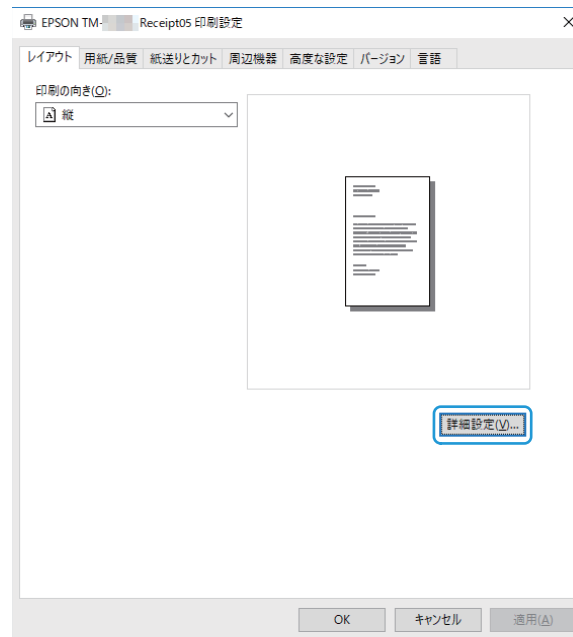 EPSON TM- Receipt05 印刷設定
レイアウト 用紙/品質 紙送りとカット 周辺機器 高度な設定 バージョン 言語
印刷の向き(O):
A 縦
詳細設定(V)...
OK キャンセル 適用(A)